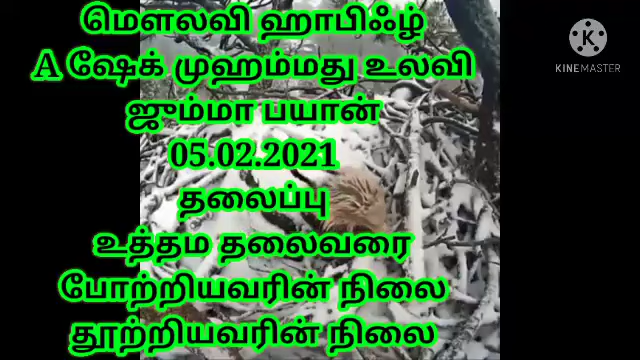 மௌலவி ஹாபிஃழ்
A ஷேக் முஹம்மது உலவி
ஜும்மா பயான்
05.02.2021
தலைப்பு
உத்தம தலைவரை
போற்றியவரின் நிலை
தூற்றியவரின் நிலை
K
KINEMASTER